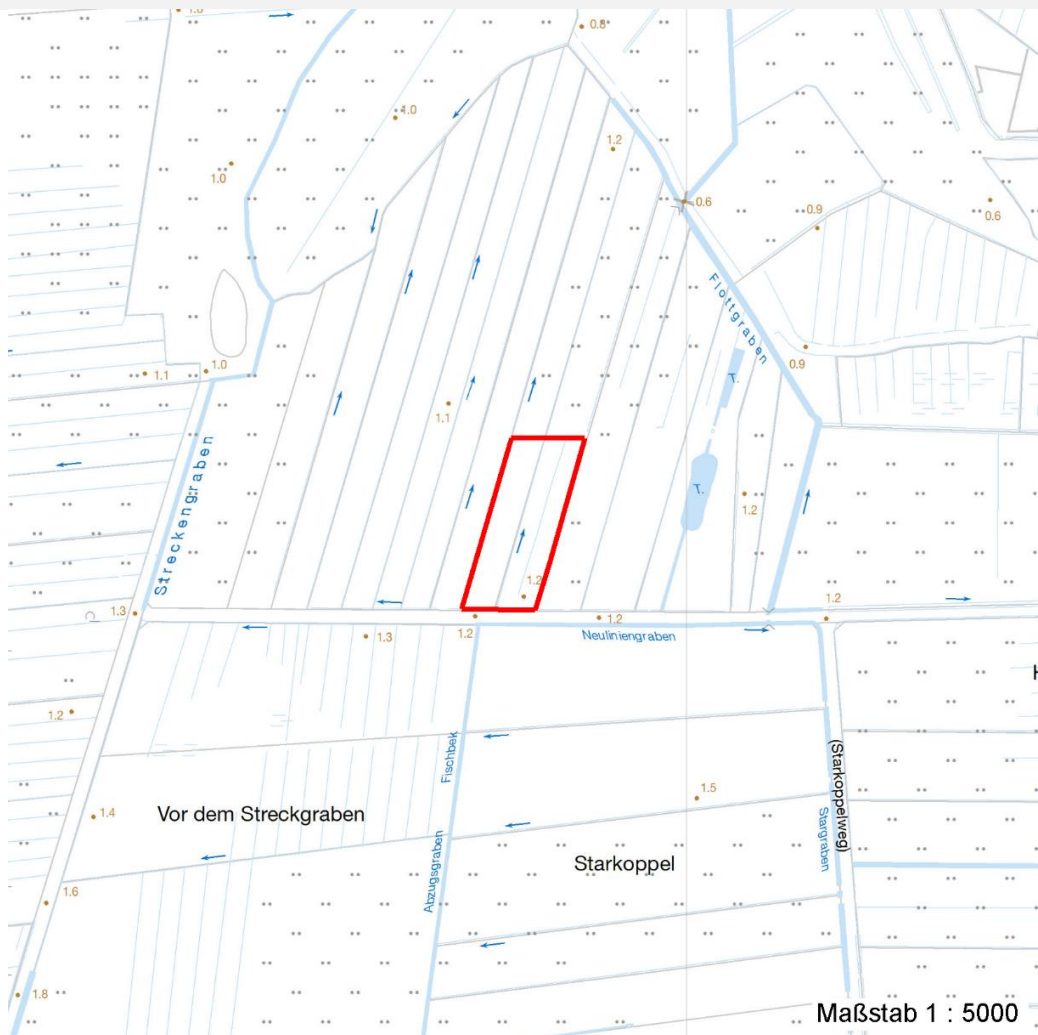 1.0
0.8
1.0
1.2
1.0
0.6
0.9
0.6
Flottgraben
1.1
1.0
0.9
T.
1.1
Streckengraben
T.
1.2
1.2
1.3
1.3
1.2
1.2
1.2
Neuliniengraben
1.2
Fischbek
(Starkoppelweg)
1.5
1.4
Vor dem Streckgraben
Starkoppel
Stargraben
Abzugsgraben
1.6
1.8
Maßstab 1 : 5000